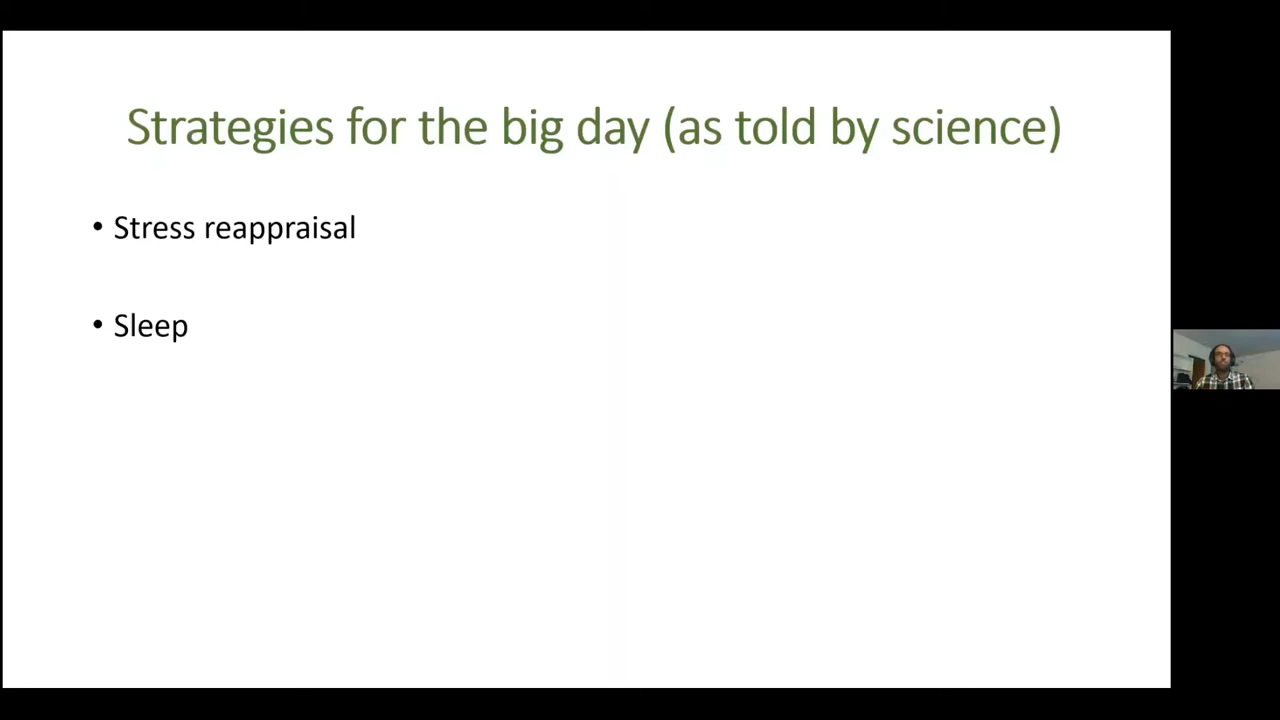 Strategies for the big day (as told by science)
• Stress reappraisal
• Sleep